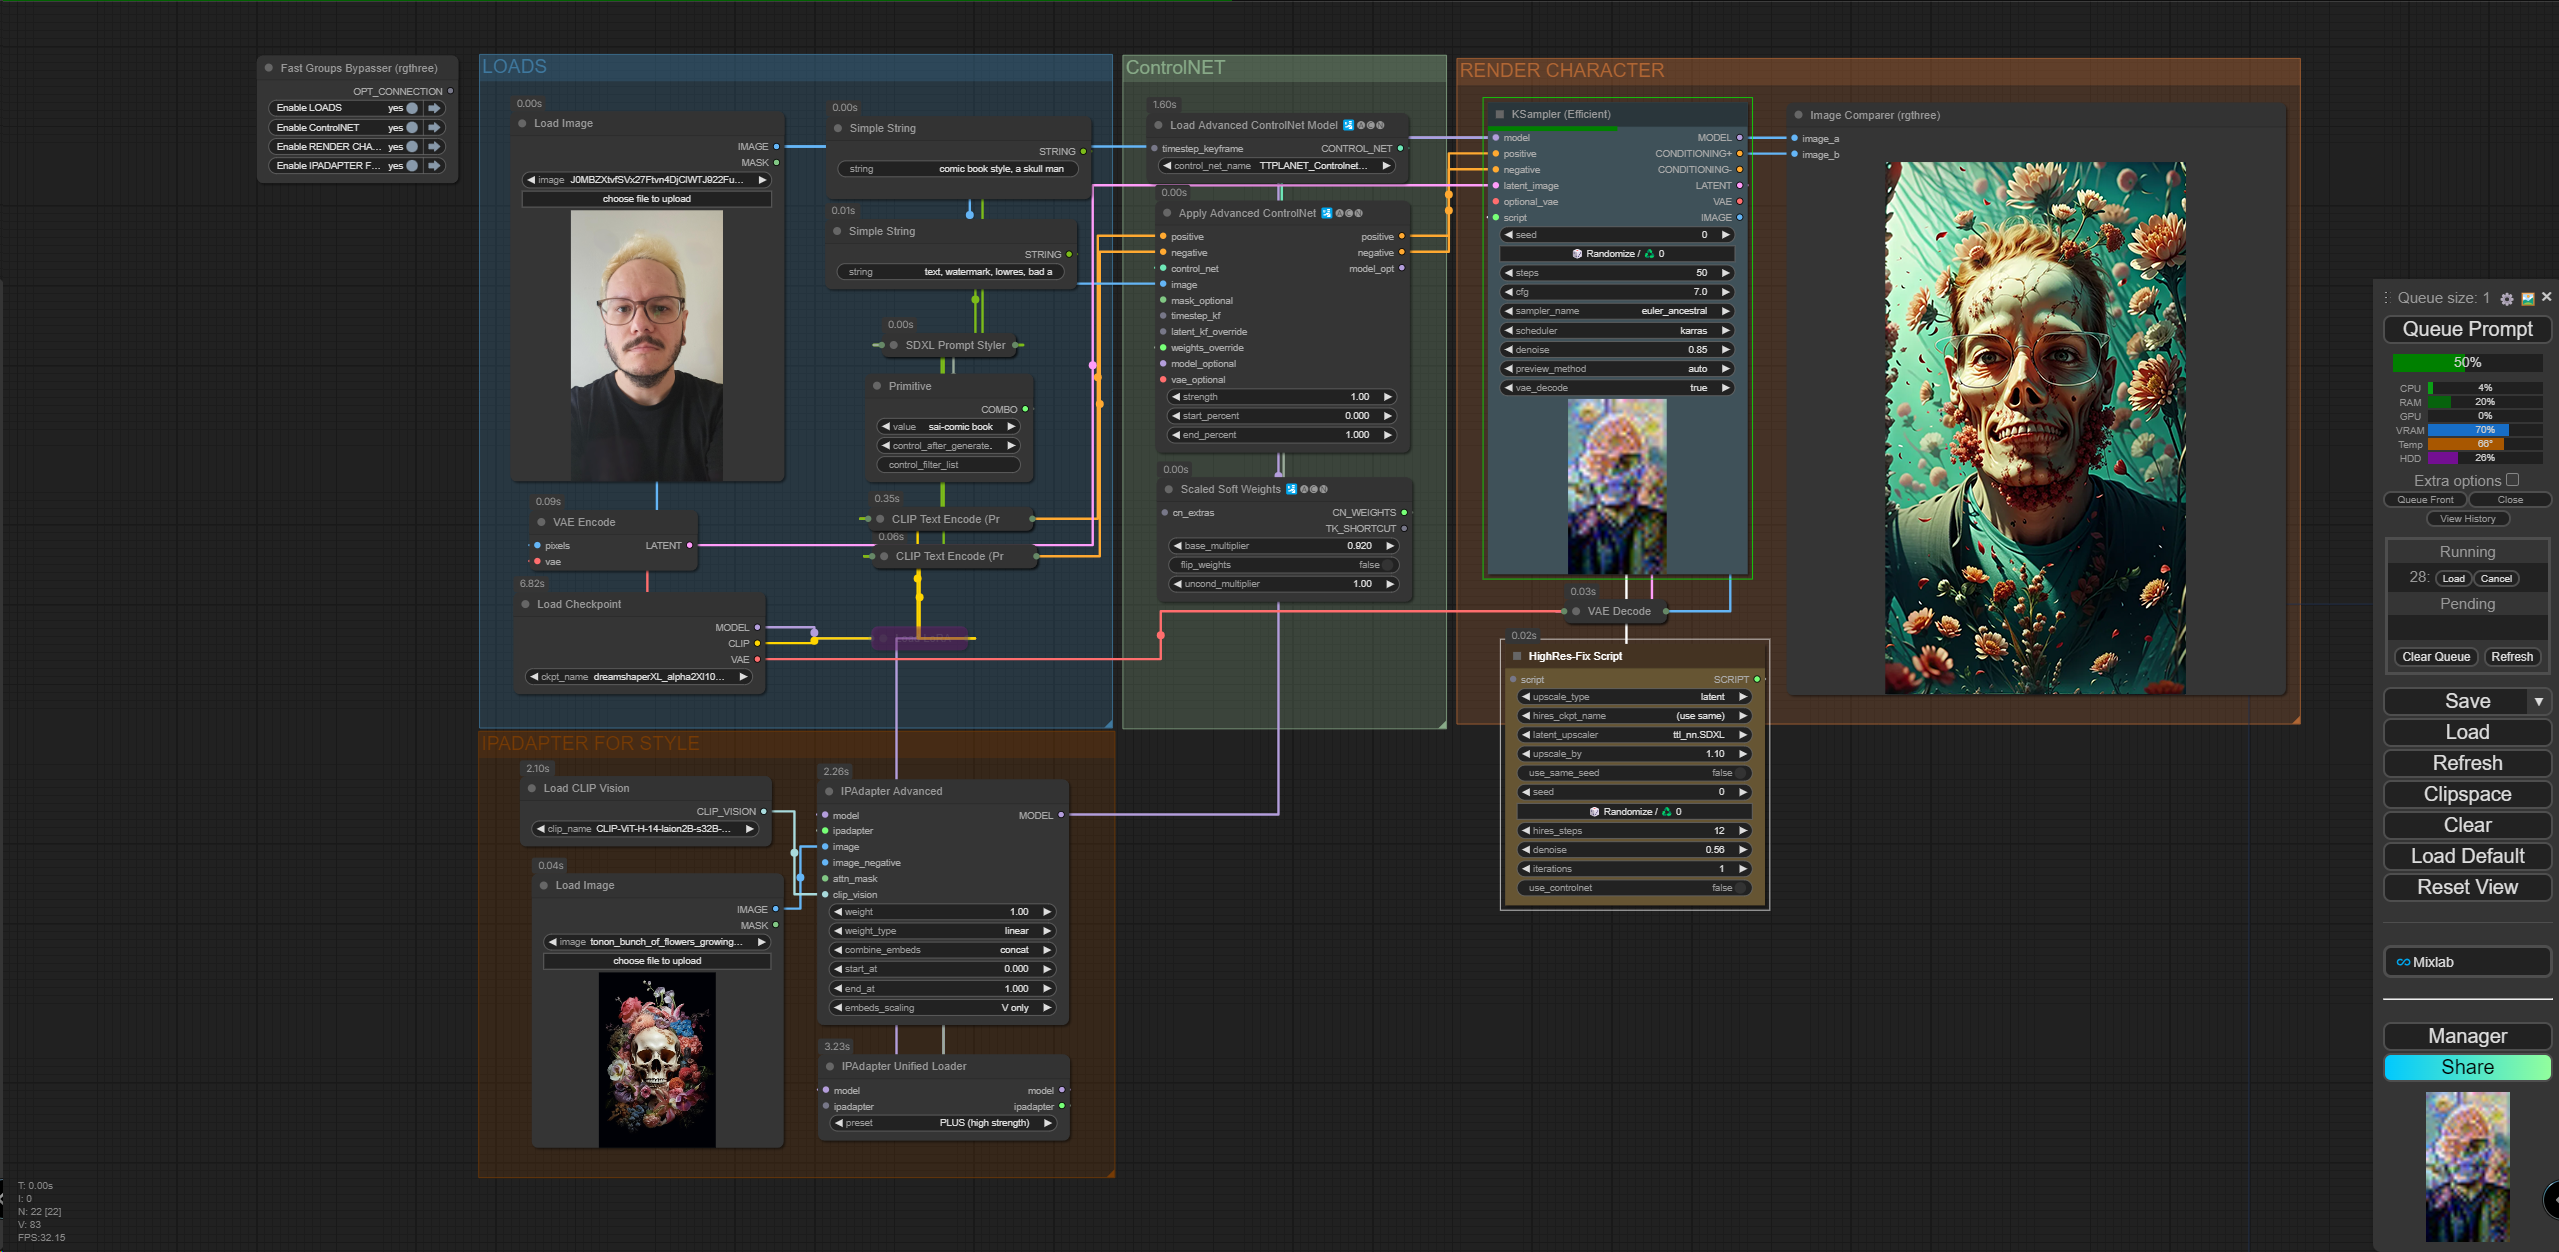 Fast Groups Bypasser (rgthree)
OPT_CONNECTION
Enable LOADS yes
Enable ControlNET yes
Enable RENDER CHA... yes
Enable IPADAPTER F... yes
LOADS
0.00s
Load Image
IMAGE
MASK
image J0MBZXtvfSVx27Ftvn4DjCIWTJ922Fu...
choose file to upload
0.00s
Simple String
STRING
string comic book style, a skull man
0.01s
Simple String
STRING
string text, watermark, lowres, bad a
0.00s
SDXL Prompt Styler
Primitive
COMBO
value sai-comic book
control_after_generate.
control_filter_list
0.35s
CLIP Text Encode (Pr
0.06s
CLIP Text Encode (Pr
0.09s
VAE Encode
pixels LATENT
vae
6.82s
Load Checkpoint
MODEL
CLIP
VAE
ckpt_name dreamshaperXL_alpha2Xl10...
IPADAPTER FOR STYLE
2.10s
Load CLIP Vision
CLIP_VISION
clip_name CLIP-ViT-H-14-laion2B-s32B-...
0.04s
Load Image
IMAGE
MASK
image tonon_bunch_of_flowers_growing...
choose file to upload
2.26s
IPAdapter Advanced
model MODEL
ipadapter
image
image_negative
attn_mask
clip_vision
weight 1.00
weight_type linear
combine_embeds concat
start_at 0.000
end_at 1.000
embeds_scaling V only
3.23s
IPAdapter Unified Loader
model model
ipadapter ipadapter
preset PLUS (high strength)
ControlNET
1.60s
Load Advanced ControlNet Model
timestep_keyframe CONTROL_NET
control_net_name TTPLANET_Controlnet...
0.00s
Apply Advanced ControlNet
positive positive
negative negative
control_net model_opt
image
mask_optional
timestep_kf
latent_kf_override
weights_override
model_optional
vae_optional
strength 1.00
start_percent 0.000
end_percent 1.000
0.00s
Scaled Soft Weights
cn_extras CN_WEIGHTS
TK_SHORTCUT
base_multiplier 0.920
flip_weights false
uncond_multiplier 1.00
RENDER CHARACTER
KSampler (Efficient)
model MODEL
positive CONDITIONING+
negative CONDITIONING-
latent_image LATENT
optional_vae VAE
script IMAGE
seed 0
Randomize / 0
steps 50
cfg 7.0
sampler_name euler_ancestral
scheduler karras
denoise 0.85
preview_method auto
vae_decode true
0.03s
VAE Decode
0.02s
HighRes-Fix Script
script SCRIPT
upscale_type latent
hires_ckpt_name (use same)
latent_upscaler ttl_nn.SDXL
upscale_by 1.10
use_same_seed false
seed 0
Randomize / 0
hires_steps 12
denoise 0.56
iterations 1
use_controlnet false
Image Comparer (rgthree)
image_a
image_b
Queue size: 1
Queue Prompt
50%
CPU 4%
RAM 20%
GPU 0%
VRAM 70%
Temp 66°
HDD 26%
Extra options
Queue Front Close
View History
Running
28: Load Cancel
Pending
Clear Queue Refresh
Save
Load
Refresh
Clipspace
Clear
Load Default
Reset View
Mixlab
Manager
Share
T: 0.00s
I: 0
N: 22 [22]
V: 83
FPS:32.15